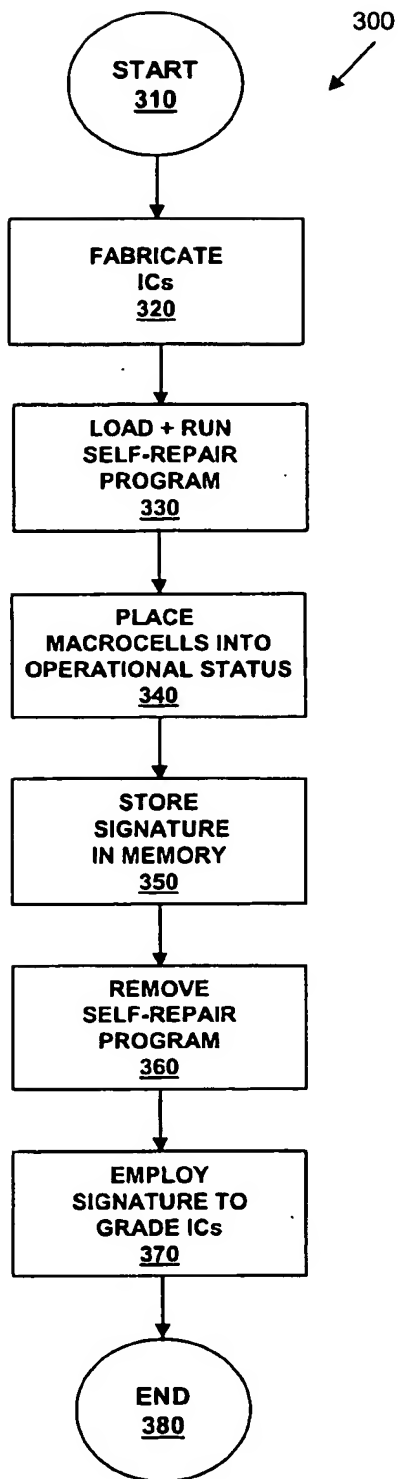 300
START
310
FABRICATE
ICs
320
LOAD + RUN
SELF-REPAIR
PROGRAM
330
PLACE
MACROCELLS INTO
OPERATIONAL STATUS
340
STORE
SIGNATURE
IN MEMORY
350
REMOVE
SELF-REPAIR
PROGRAM
360
EMPLOY
SIGNATURE TO
GRADE ICs
370
END
380